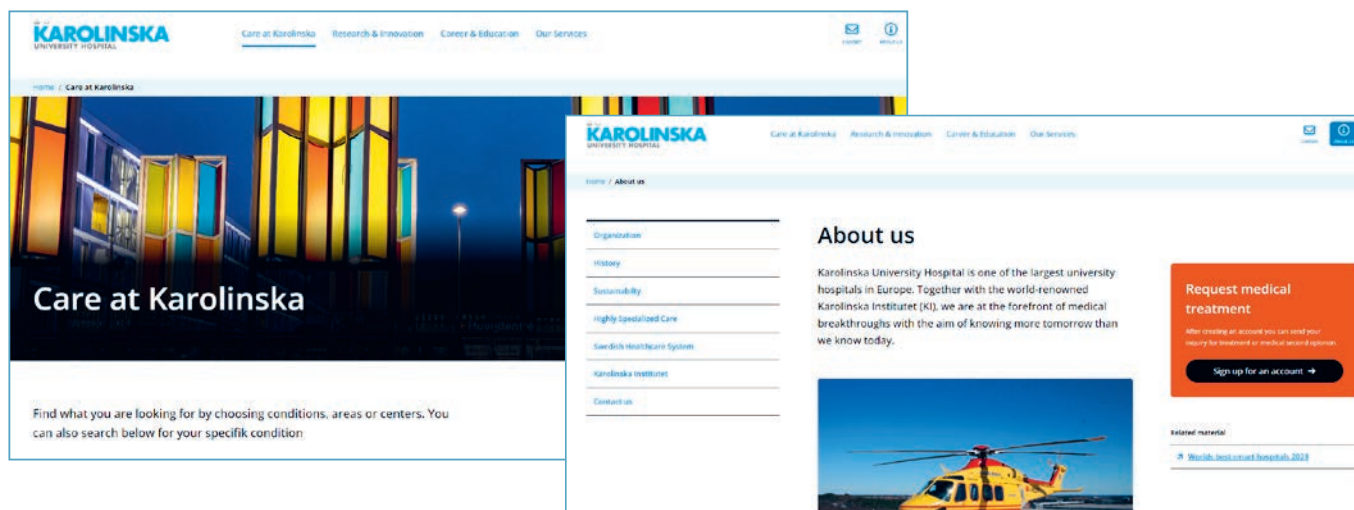 KAROLINSKA
UNIVERSITY HOSPITAL
Care at Karolinska Research & Innovation Career & Education Our Services
Home / Care at Karolinska
Care at Karolinska
Find what you are looking for by choosing conditions, areas or centers. You
can also search below for your specifik condition
KAROLINSKA
UNIVERSITY HOSPITAL
Care at Karolinska Research & Innovation Career & Education Our Services
Home / About us
Organization
History
Sustainability
Highly Specialized Care
Swedish Healthcare System
Karolinska Institutet
Contact us
About us
Karolinska University Hospital is one of the largest university
hospitals in Europe. Together with the world-renowned
Karolinska Institutet (KI), we are at the forefront of medical
breakthroughs with the aim of knowing more tomorrow than
we know today.
Request medical
treatment
After creating an account you can send your
inquiry for treatment or medical second opinion.
Sign up for an account →
Related material
Worlds best smart hospitals